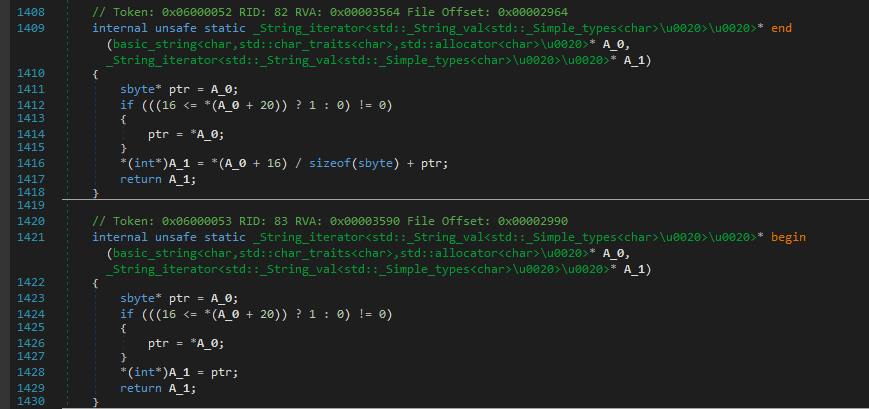 1408 // Token: 0x06000052 RID: 82 RVA: 0x00003564 File Offset: 0x00002964
1409 internal unsafe static _String_iterator<std::_String_val<std::_Simple_types<char>\u0020>\u0020>* end
(basic_string<char,std::char_traits<char>,std::allocator<char>\u0020>* A_0,
_String_iterator<std::_String_val<std::_Simple_types<char>\u0020>\u0020>* A_1)
1410 {
1411 sbyte* ptr = A_0;
1412 if (((16 <= *(A_0 + 20)) ? 1 : 0) != 0)
1413 {
1414 ptr = *A_0;
1415 }
1416 *(int*)A_1 = *(A_0 + 16) / sizeof(sbyte) + ptr;
1417 return A_1;
1418 }
1419
1420 // Token: 0x06000053 RID: 83 RVA: 0x00003590 File Offset: 0x00002990
1421 internal unsafe static _String_iterator<std::_String_val<std::_Simple_types<char>\u0020>\u0020>* begin
(basic_string<char,std::char_traits<char>,std::allocator<char>\u0020>* A_0,
_String_iterator<std::_String_val<std::_Simple_types<char>\u0020>\u0020>* A_1)
1422 {
1423 sbyte* ptr = A_0;
1424 if (((16 <= *(A_0 + 20)) ? 1 : 0) != 0)
1425 {
1426 ptr = *A_0;
1427 }
1428 *(int*)A_1 = ptr;
1429 return A_1;
1430 }